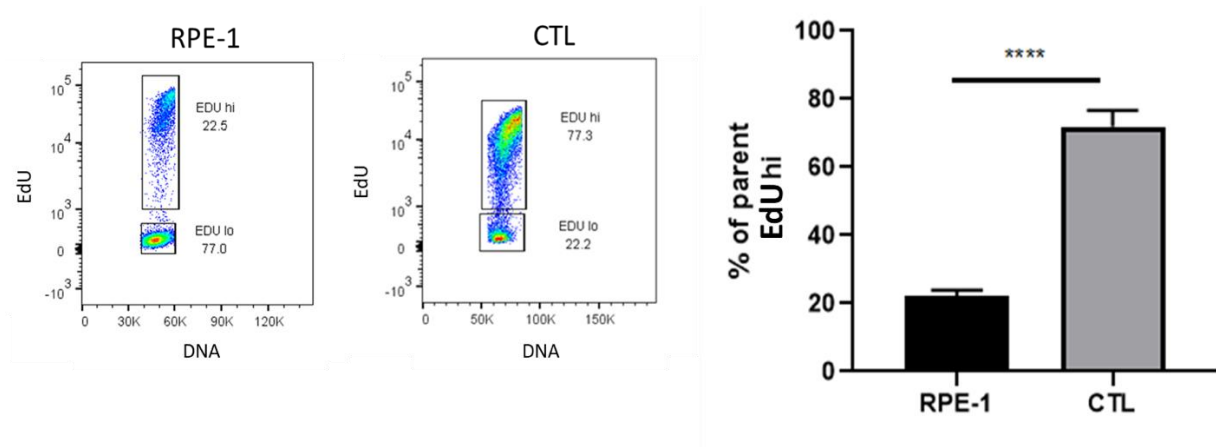 RPE-1
EdU
10^5
10^4
10^3
0
-10^3
EDU hi
22.5
EDU lo
77.0
0 30K 60K 90K 120K
DNA
CTL
EdU
10^5
10^4
10^3
0
-10^3
EDU hi
77.3
EDU lo
22.2
0 50K 100K 150K
DNA
% of parent
EdU hi
100
80
60
40
20
0
****
RPE-1 CTL